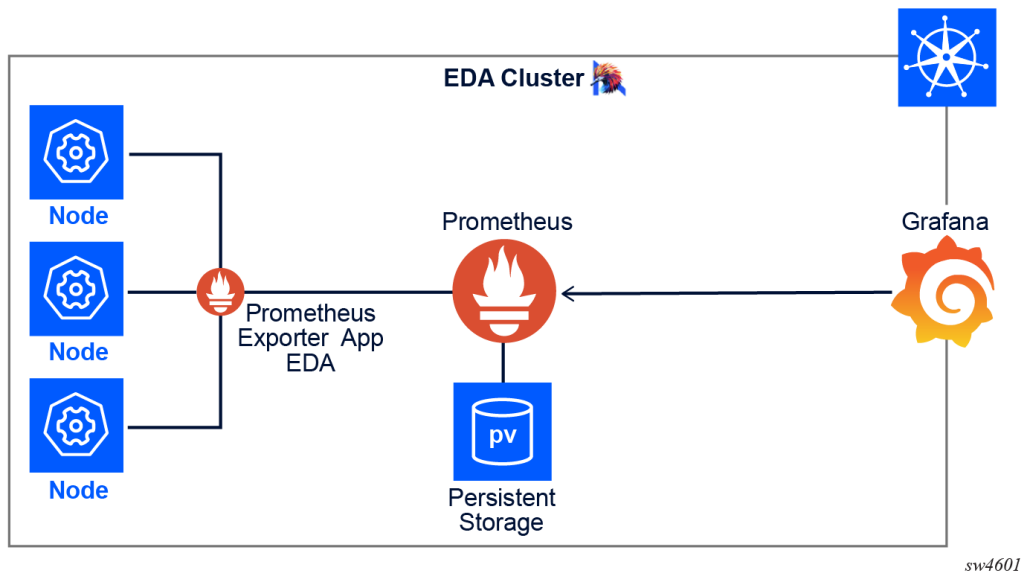 EDA Cluster
Node
Prometheus
Grafana
Node
Prometheus
Exporter App
EDA
pv
Node
Persistent
Storage
sw4601